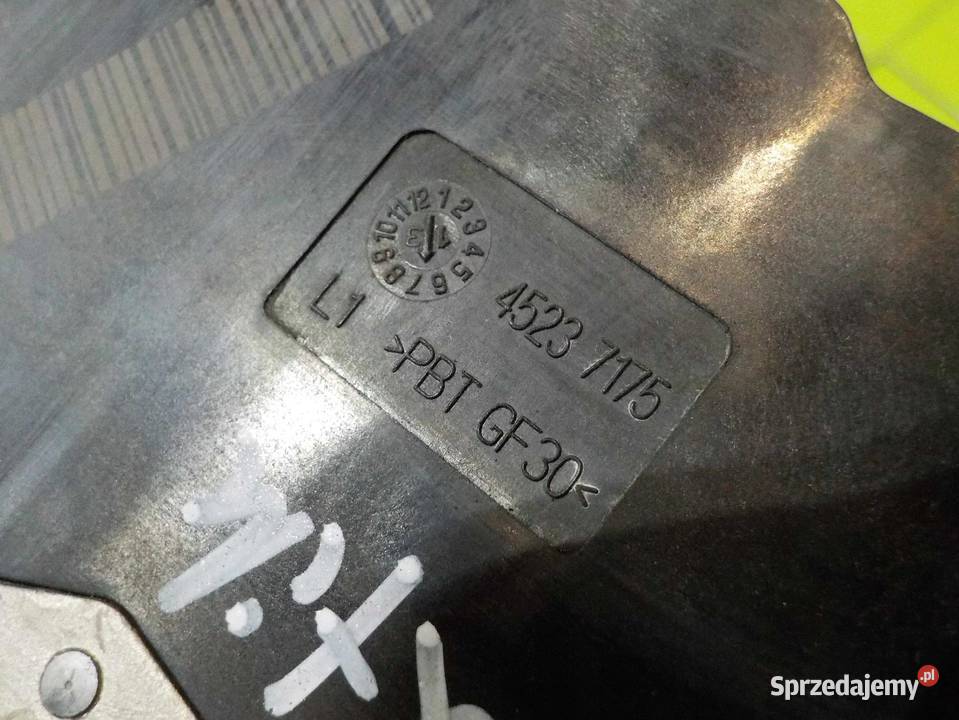 1 2 3 4 5 6 7 8 9 10 11 12
13
4523 7175
L1
>PBT GF30<
Sprzedajemy.pl